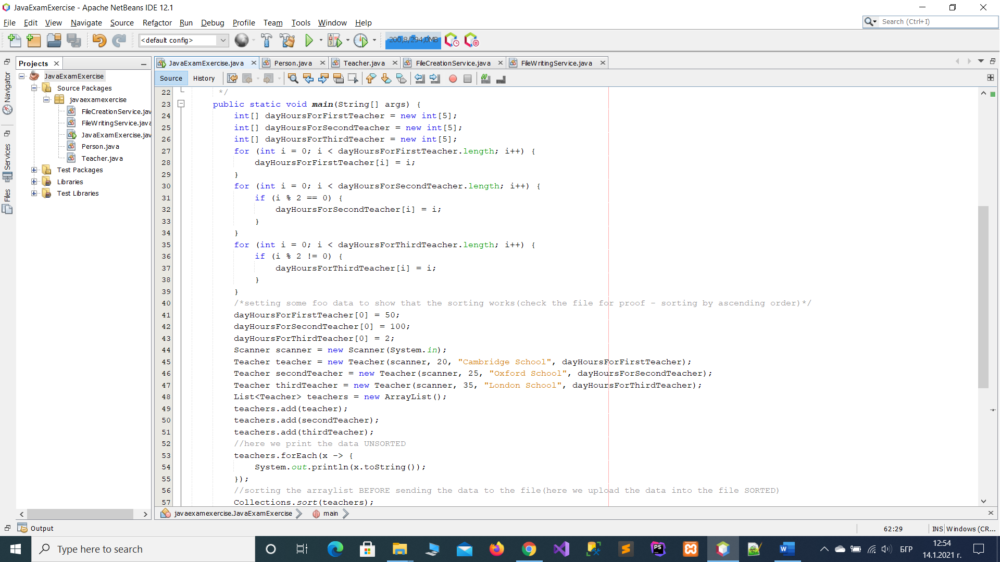 JavaExamExercise - Apache NetBeans IDE 12.1
File Edit View Navigate Source Refactor Run Debug Profile Team Tools Window Help
Search (Ctrl+I)
<default config>
200,8/294,0MB
Projects
JavaExamExercise.java Person.java Teacher.java FileCreationService.java FileWritingService.java
Navigator
Services
Files
JavaExamExercise
Source Packages
javaexamexercise
FileCreationService.jav
FileWritingService.java
JavaExamExercise.jav
Person.java
Teacher.java
Test Packages
Libraries
Test Libraries
Source History
22 */
23 public static void main(String[] args) {
24 int[] dayHoursForFirstTeacher = new int[5];
25 int[] dayHoursForSecondTeacher = new int[5];
26 int[] dayHoursForThirdTeacher = new int[5];
27 for (int i = 0; i < dayHoursForFirstTeacher.length; i++) {
28 dayHoursForFirstTeacher[i] = i;
29 }
30 for (int i = 0; i < dayHoursForSecondTeacher.length; i++) {
31 if (i % 2 == 0) {
32 dayHoursForSecondTeacher[i] = i;
33 }
34 }
35 for (int i = 0; i < dayHoursForThirdTeacher.length; i++) {
36 if (i % 2 != 0) {
37 dayHoursForThirdTeacher[i] = i;
38 }
39 }
40 /*setting some foo data to show that the sorting works(check the file for proof - sorting by ascending order)*/
41 dayHoursForFirstTeacher[0] = 50;
42 dayHoursForSecondTeacher[0] = 100;
43 dayHoursForThirdTeacher[0] = 2;
44 Scanner scanner = new Scanner(System.in);
45 Teacher teacher = new Teacher(scanner, 20, "Cambridge School", dayHoursForFirstTeacher);
46 Teacher secondTeacher = new Teacher(scanner, 25, "Oxford School", dayHoursForSecondTeacher);
47 Teacher thirdTeacher = new Teacher(scanner, 35, "London School", dayHoursForThirdTeacher);
48 List<Teacher> teachers = new ArrayList();
49 teachers.add(teacher);
50 teachers.add(secondTeacher);
51 teachers.add(thirdTeacher);
52 //here we print the data UNSORTED
53 teachers.forEach(x -> {
54 System.out.println(x.toString());
55 });
56 //sorting the arraylist BEFORE sending the data to the file(here we upload the data into the file SORTED)
57 Collections.sort(teachers);
javaexamexercise.JavaExamExercise main
Output
62:29 INS Windows (CR...
Type here to search
PS
W
БГР
12:54
14.1.2021 г.